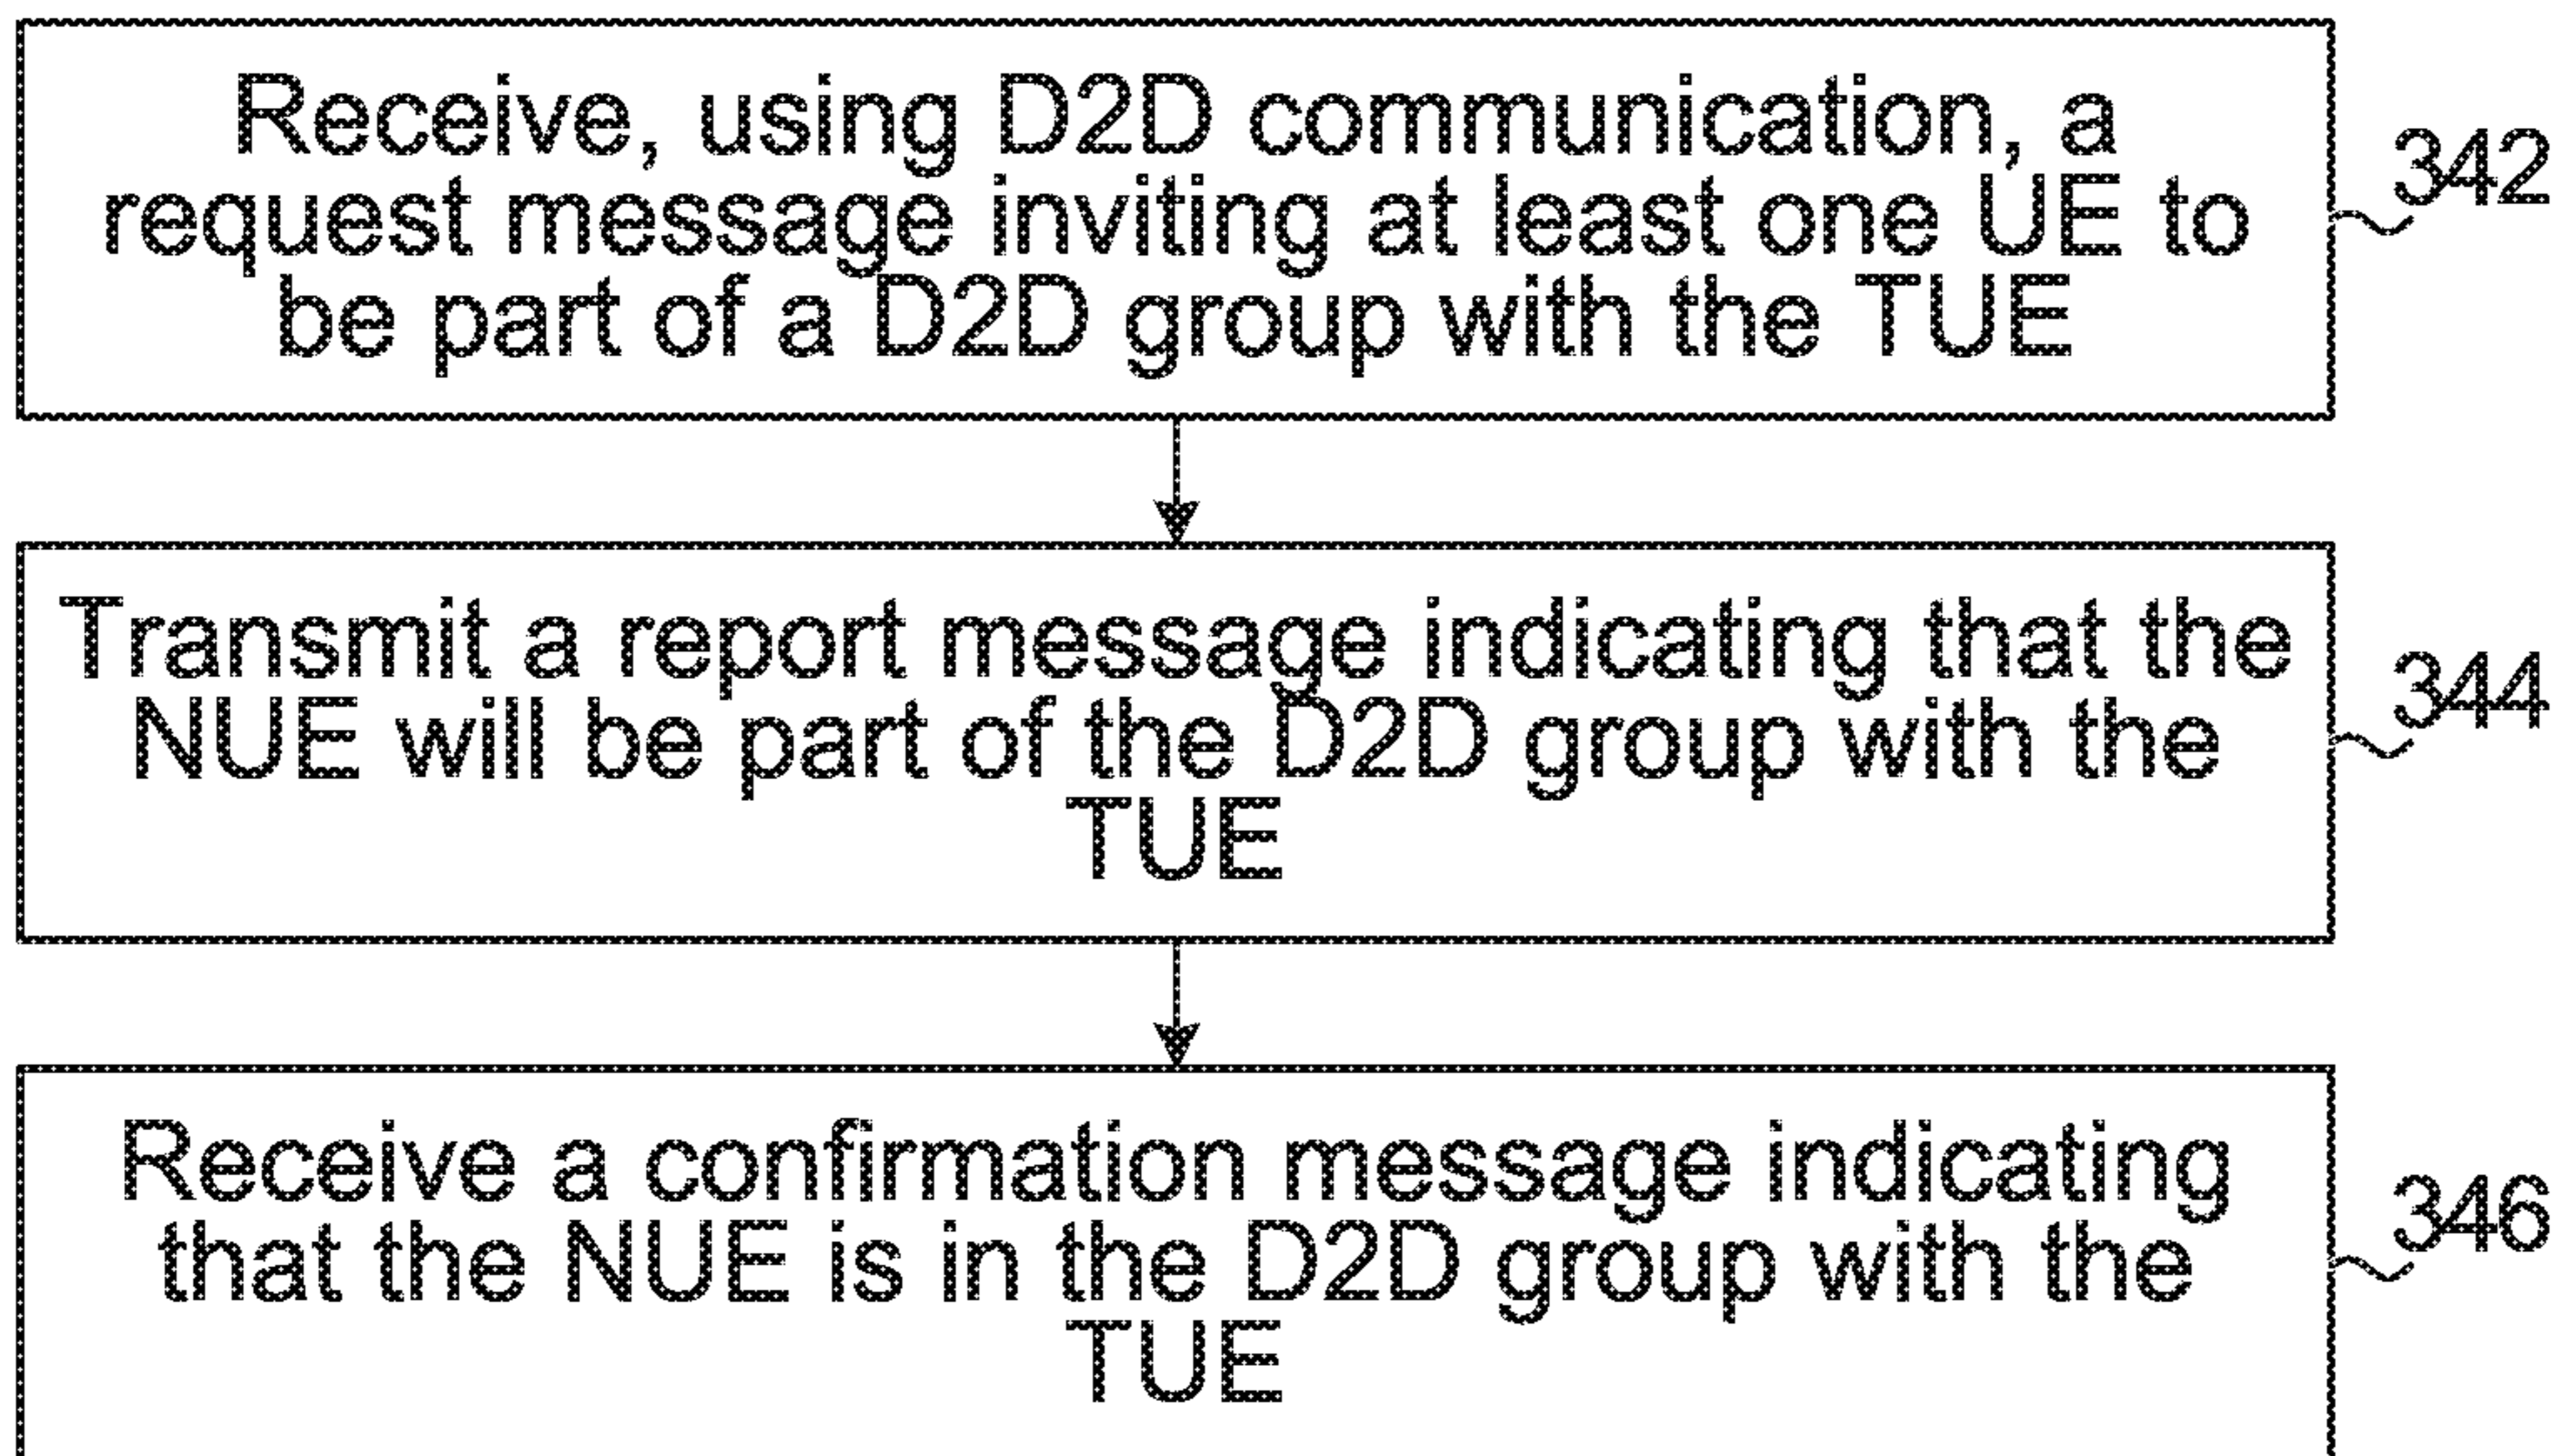 Receive, using D2D communication, a
request message inviting at least one UE to
be part of a D2D group with the TUE
342
Transmit a report message indicating that the
NUE will be part of the D2D group with the
TUE
344
Receive a confirmation message indicating
that the NUE is in the D2D group with the
TUE
346